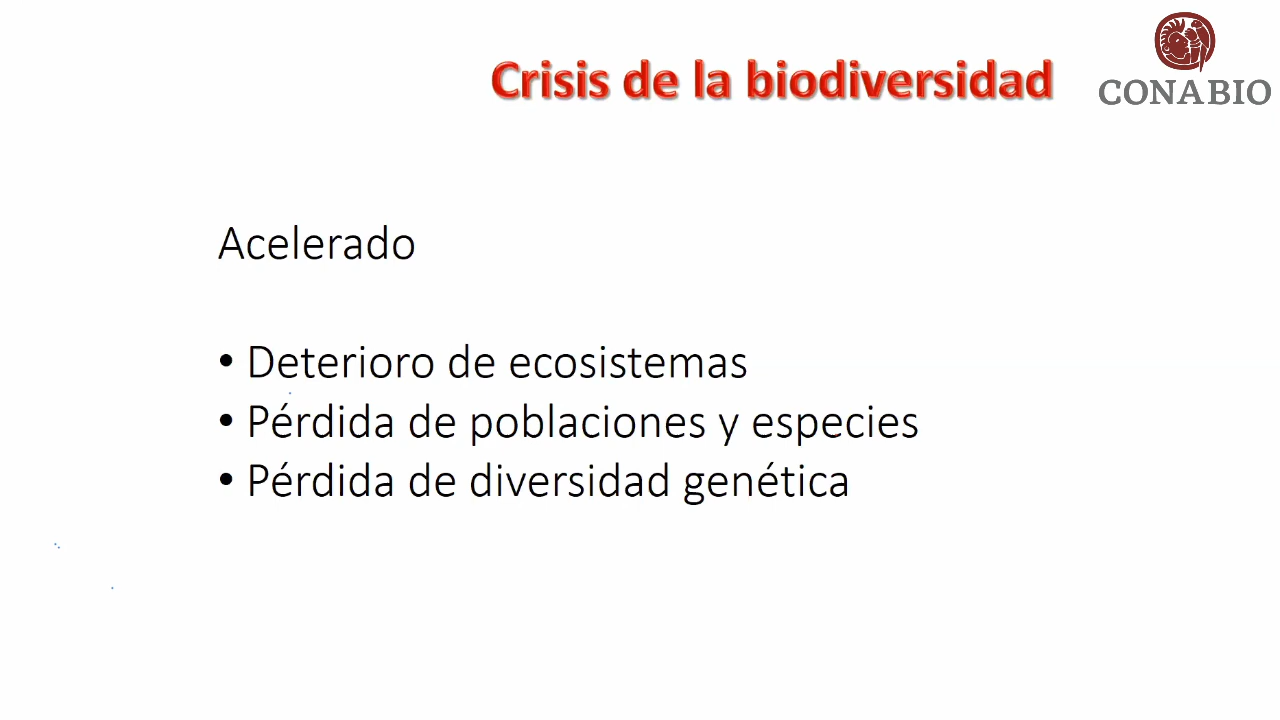 Crisis de la biodiversidad
CONABIO
Acelerado
• Deterioro de ecosistemas
• Pérdida de poblaciones y especies
• Pérdida de diversidad genética